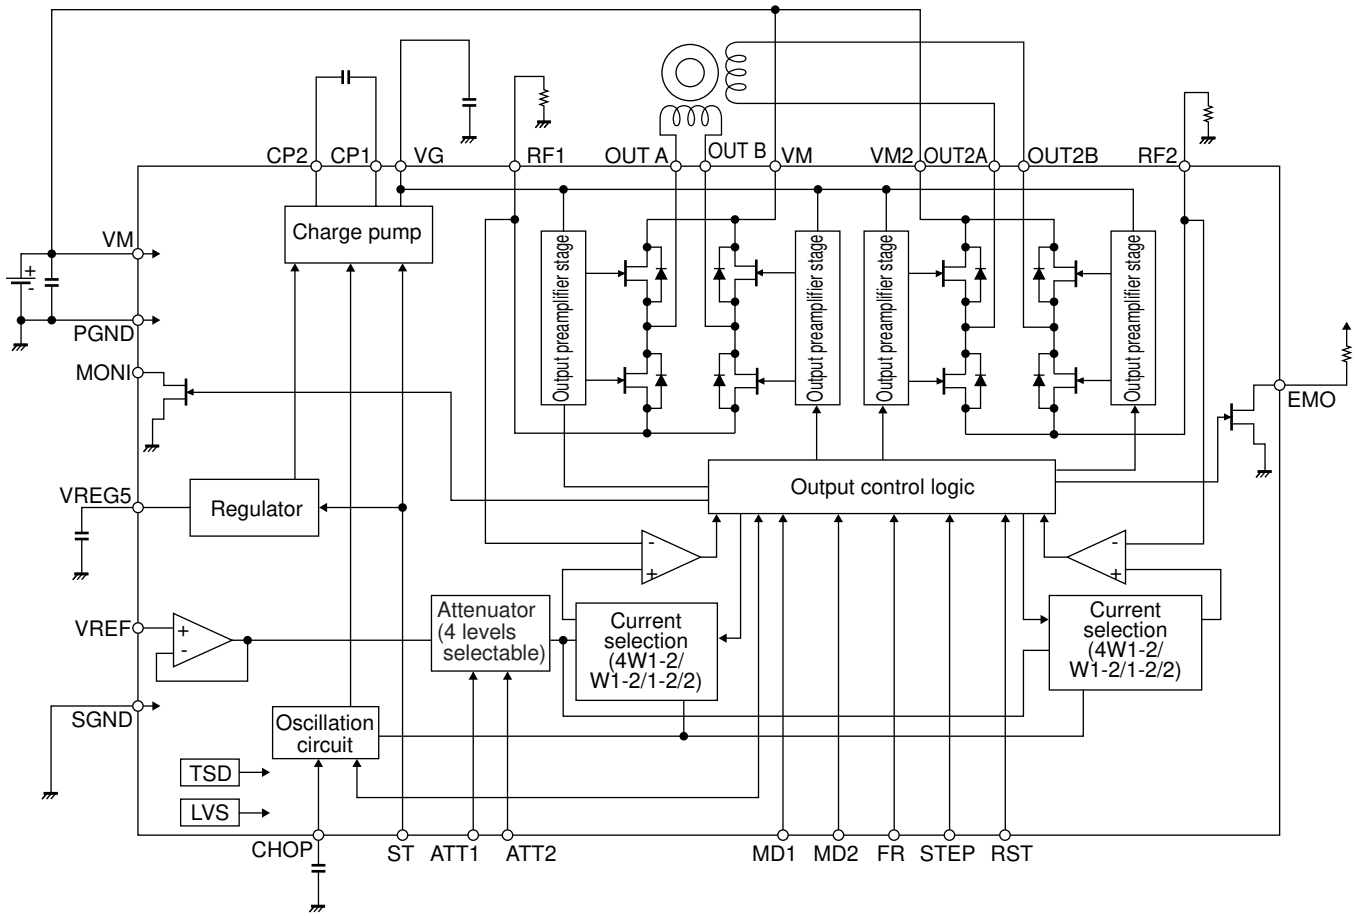 CP2 CP1 VG RF1 OUT A OUT B VM VM2 OUT2A OUT2B RF2
Charge pump
Output preamplifier stage
Output preamplifier stage
Output preamplifier stage
Output preamplifier stage
VM
+
-
PGND
MONI
EMO
VREG5
Regulator
Output control logic
-
+
-
+
VREF
+
-
Attenuator
(4 levels
selectable)
Current
selection
(4W1-2/
W1-2/1-2/2)
Current
selection
(4W1-2/
W1-2/1-2/2)
SGND
Oscillation
circuit
TSD
LVS
CHOP ST ATT1 ATT2 MD1 MD2 FR STEP RST